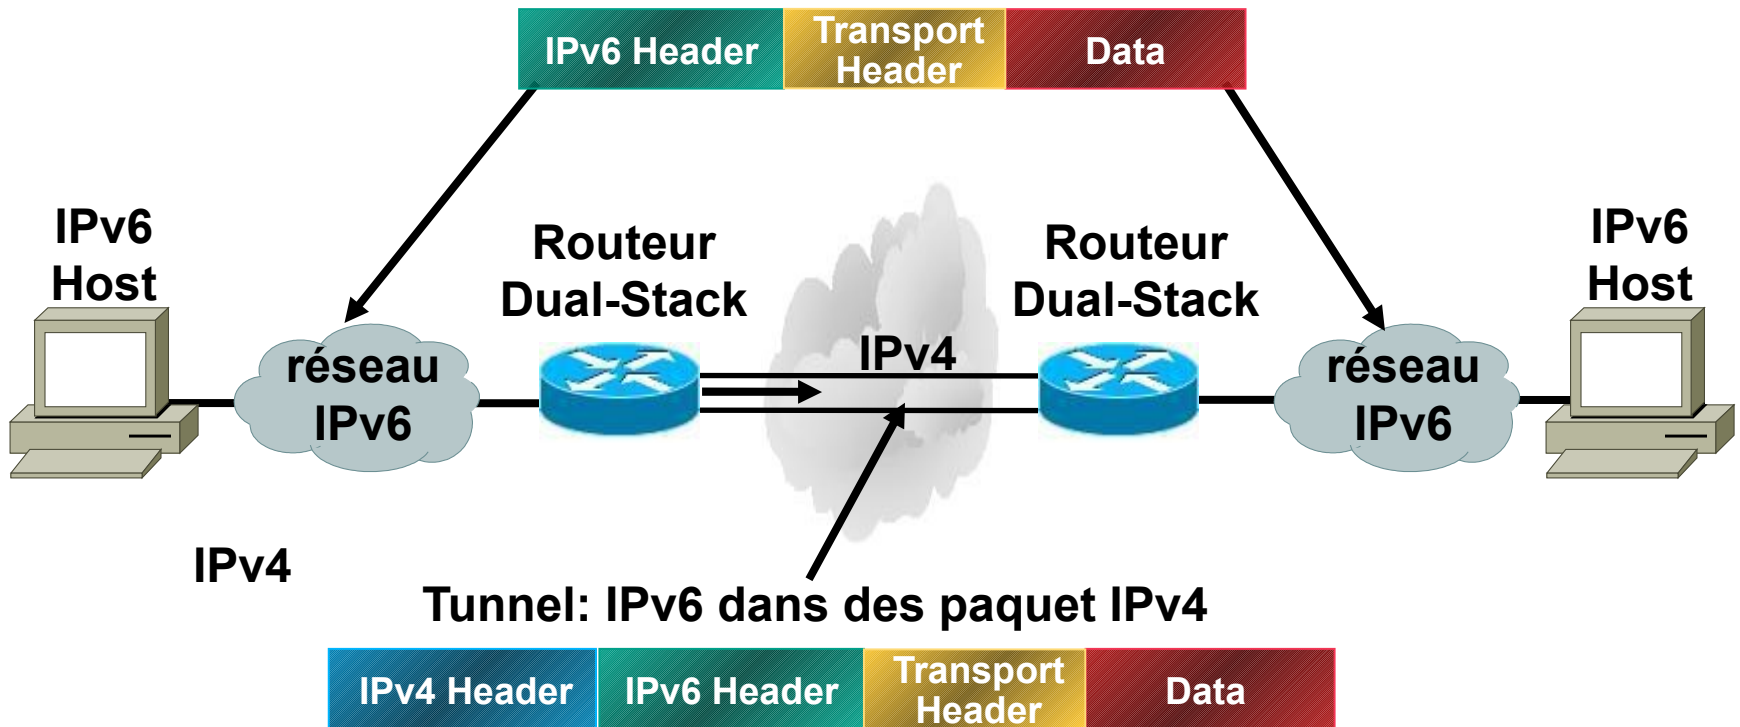 IPv6 Header
Transport
Header
Data
IPv6
Host
Routeur
Dual-Stack
Routeur
Dual-Stack
IPv6
Host
réseau
IPv6
IPv4
réseau
IPv6
IPv4
Tunnel: IPv6 dans des paquet IPv4
IPv4 Header
IPv6 Header
Transport
Header
Data